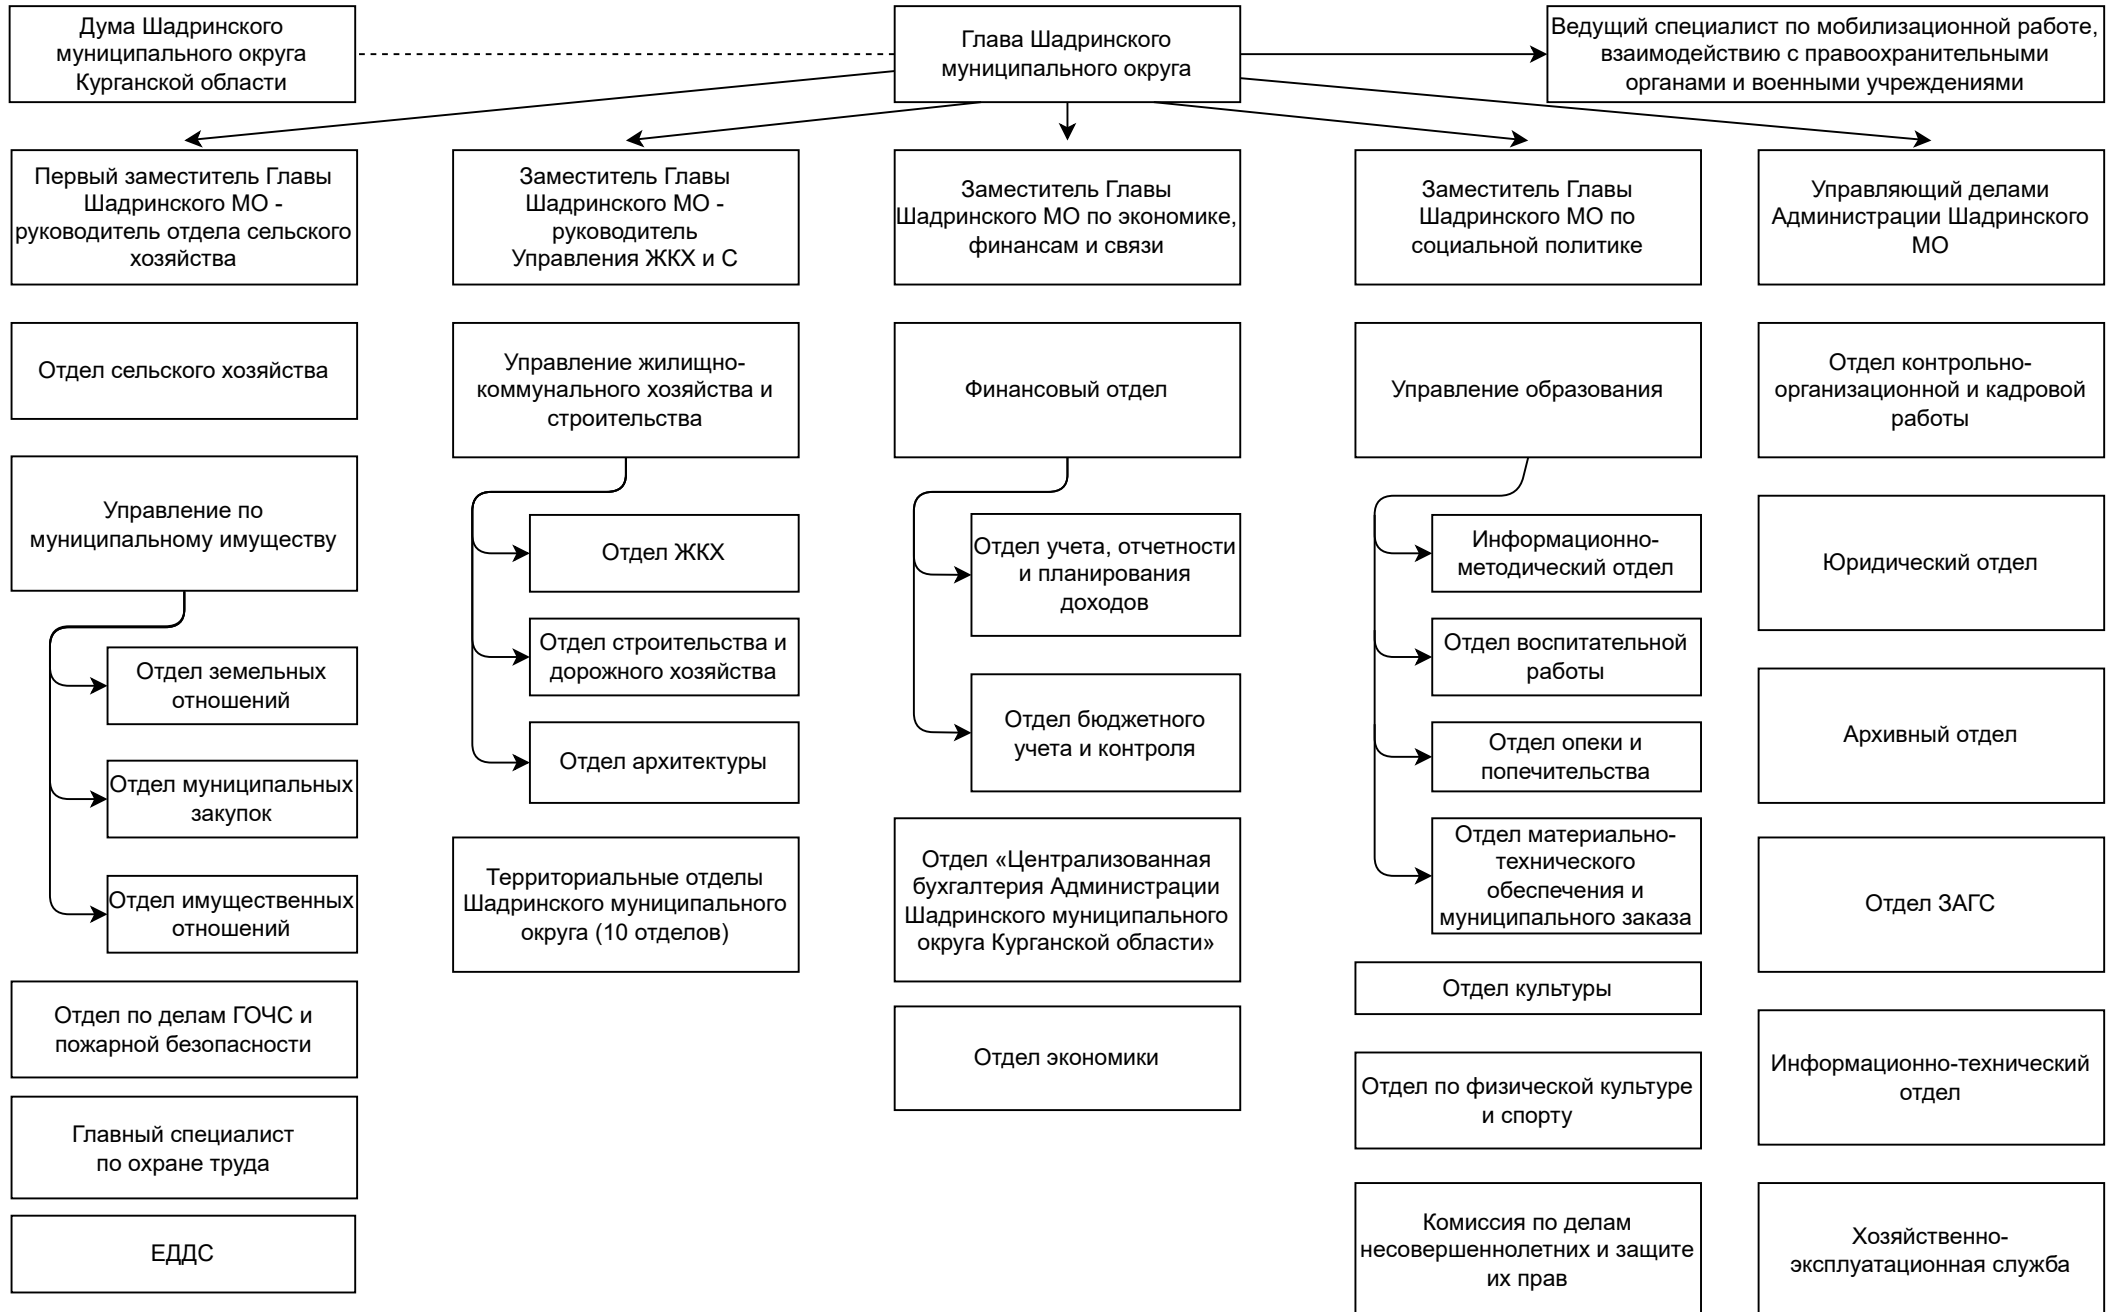 Дума Шадринского
муниципального округа
Курганской области
Глава Шадринского
муниципального округа
Ведущий специалист по мобилизационной работе,
взаимодействию с правоохранительными
органами и военными учреждениями
Первый заместитель Главы
Шадринского МО -
руководитель отдела сельского
хозяйства
Заместитель Главы
Шадринского МО -
руководитель
Управления ЖКХ и С
Заместитель Главы
Шадринского МО по экономике,
финансам и связи
Заместитель Главы
Шадринского МО по
социальной политике
Управляющий делами
Администрации Шадринского
МО
Отдел сельского хозяйства
Управление по
муниципальному имуществу
Отдел земельных
отношений
Отдел муниципальных
закупок
Отдел имущественных
отношений
Отдел по делам ГОЧС и
пожарной безопасности
Главный специалист
по охране труда
ЕДДС
Управление жилищно-
коммунального хозяйства и
строительства
Отдел ЖКХ
Отдел строительства и
дорожного хозяйства
Отдел архитектуры
Территориальные отделы
Шадринского муниципального
округа (10 отделов)
Финансовый отдел
Отдел учета, отчетности
и планирования
доходов
Отдел бюджетного
учета и контроля
Отдел «Централизованная
бухгалтерия Администрации
Шадринского муниципального
округа Курганской области»
Отдел экономики
Управление образования
Информационно-
методический отдел
Отдел воспитательной
работы
Отдел опеки и
попечительства
Отдел материально-
технического
обеспечения и
муниципального заказа
Отдел культуры
Отдел по физической культуре
и спорту
Комиссия по делам
несовершеннолетних и защите
их прав
Отдел контрольно-
организационной и кадровой
работы
Юридический отдел
Архивный отдел
Отдел ЗАГС
Информационно-технический
отдел
Хозяйственно-
эксплуатационная служба